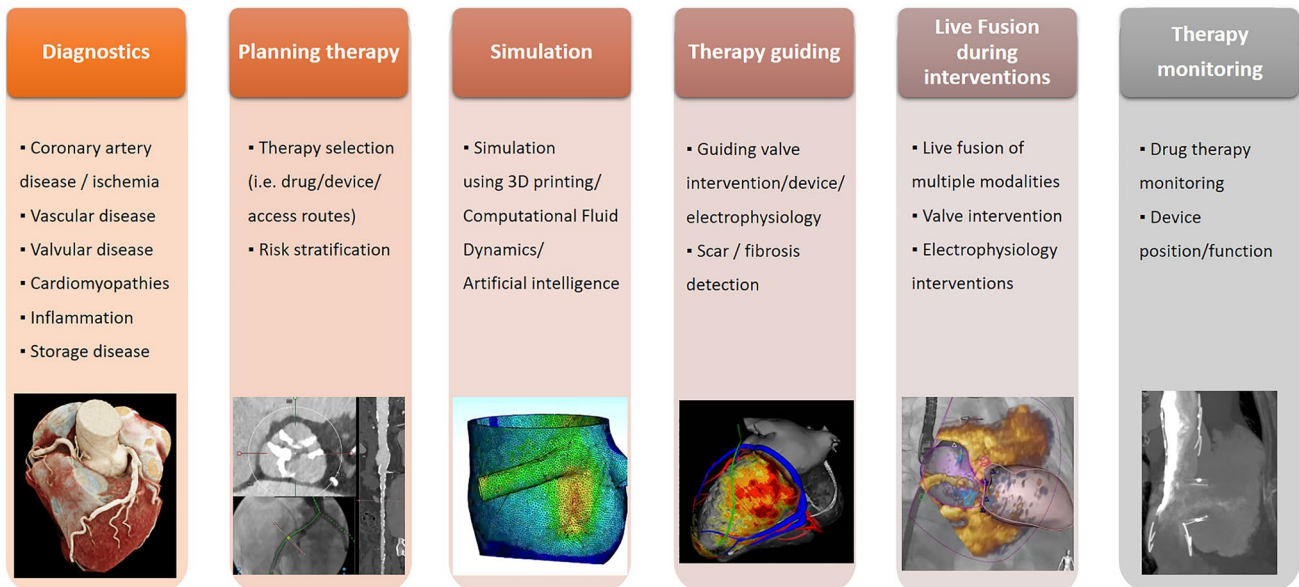 Diagnostics
▪ Coronary artery
disease / ischemia
▪ Vascular disease
▪ Valvular disease
▪ Cardiomyopathies
▪ Inflammation
▪ Storage disease
Planning therapy
▪ Therapy selection
(i.e. drug/device/
access routes)
▪ Risk stratification
Simulation
▪ Simulation
using 3D printing/
Computational Fluid
Dynamics/
Artificial intelligence
Therapy guiding
▪ Guiding valve
intervention/device/
electrophysiology
▪ Scar / fibrosis
detection
Live Fusion
during
interventions
▪ Live fusion of
multiple modalities
▪ Valve intervention
▪ Electrophysiology
interventions
Therapy
monitoring
▪ Drug therapy
monitoring
▪ Device
position/function